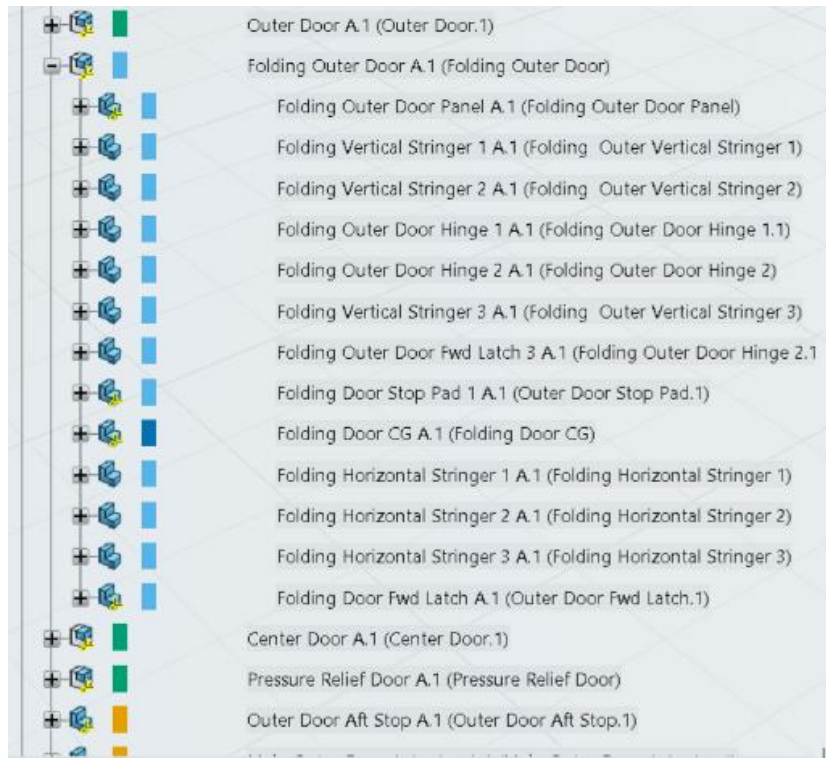 Outer Door A.1 (Outer Door.1)
Folding Outer Door A.1 (Folding Outer Door)
Folding Outer Door Panel A.1 (Folding Outer Door Panel)
Folding Vertical Stringer 1 A.1 (Folding  Outer Vertical Stringer 1)
Folding Vertical Stringer 2 A.1 (Folding  Outer Vertical Stringer 2)
Folding Outer Door Hinge 1 A.1 (Folding Outer Door Hinge 1.1)
Folding Outer Door Hinge 2 A.1 (Folding Outer Door Hinge 2)
Folding Vertical Stringer 3 A.1 (Folding  Outer Vertical Stringer 3)
Folding Outer Door Fwd Latch 3 A.1 (Folding Outer Door Hinge 2.1
Folding Door Stop Pad 1 A.1 (Outer Door Stop Pad.1)
Folding Door CG A.1 (Folding Door CG)
Folding Horizontal Stringer 1 A.1 (Folding Horizontal Stringer 1)
Folding Horizontal Stringer 2 A.1 (Folding Horizontal Stringer 2)
Folding Horizontal Stringer 3 A.1 (Folding Horizontal Stringer 3)
Folding Door Fwd Latch A.1 (Outer Door Fwd Latch.1)
Center Door A.1 (Center Door.1)
Pressure Relief Door A.1 (Pressure Relief Door)
Outer Door Aft Stop A.1 (Outer Door Aft Stop.1)